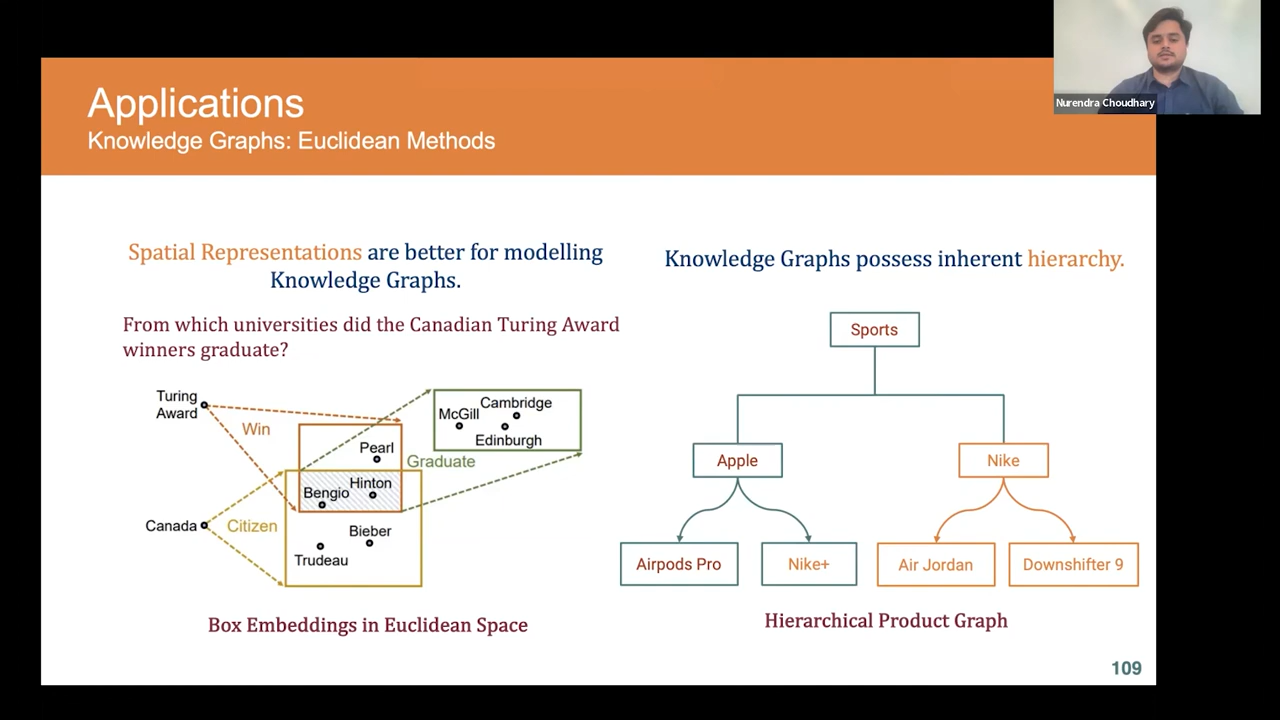 Applications
Knowledge Graphs: Euclidean Methods
Nurendra Choudhary
Spatial Representations are better for modelling
Knowledge Graphs.
From which universities did the Canadian Turing Award
winners graduate?
Turing
Award
Win
Canada
Citizen
Pearl
Hinton
Bengio
Bieber
Trudeau
Graduate
Cambridge
McGill
Edinburgh
Box Embeddings in Euclidean Space
Knowledge Graphs possess inherent hierarchy.
Sports
Apple
Nike
Airpods Pro
Nike+
Air Jordan
Downshifter 9
Hierarchical Product Graph
109